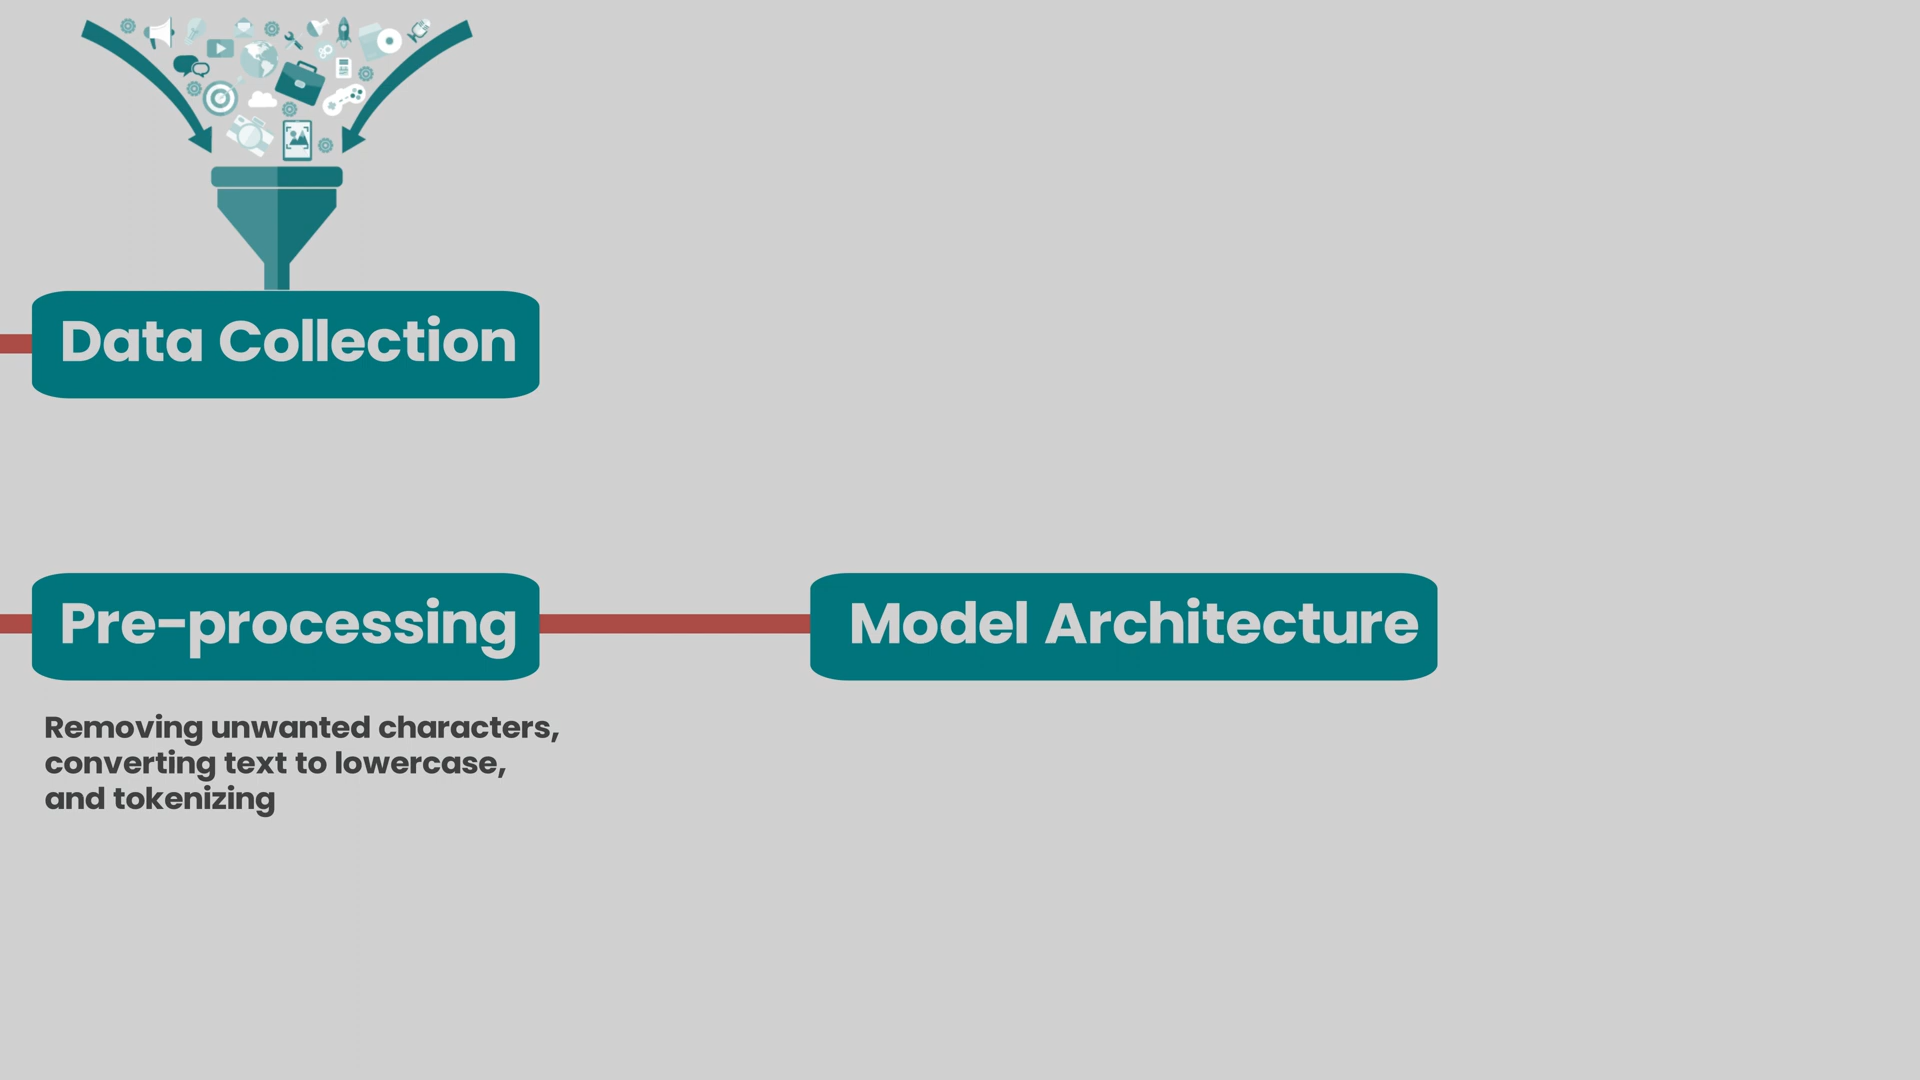 Data Collection
Pre-processing
Model Architecture
Removing unwanted characters,
converting text to lowercase,
and tokenizing